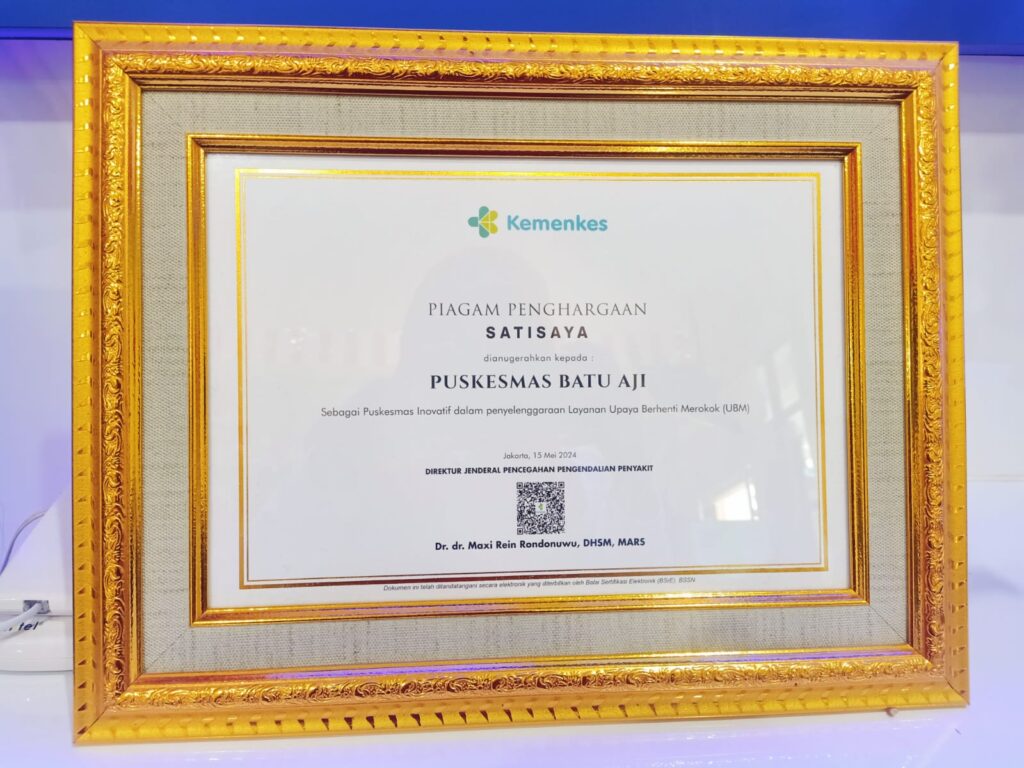 Kemenkes
PIAGAM PENGHARGAAN
SATISAYA
dianugerahkan kepada :
PUSKESMAS BATU AJI
Sebagai Puskesmas Inovatif dalam penyelenggaraan Layanan Upaya Berhenti Merokok (UBM)
Jakarta, 15 Mei 2024
DIREKTUR JENDERAL PENCEGAHAN PENGENDALIAN PENYAKIT
Dr. dr. Maxi Rein Rondonuwu, DHSM, MARS
Dokumen ini telah ditandatangani secara elektronik yang diterbitkan oleh Balai Sertifikasi Elektronik (BSrE), BSSN